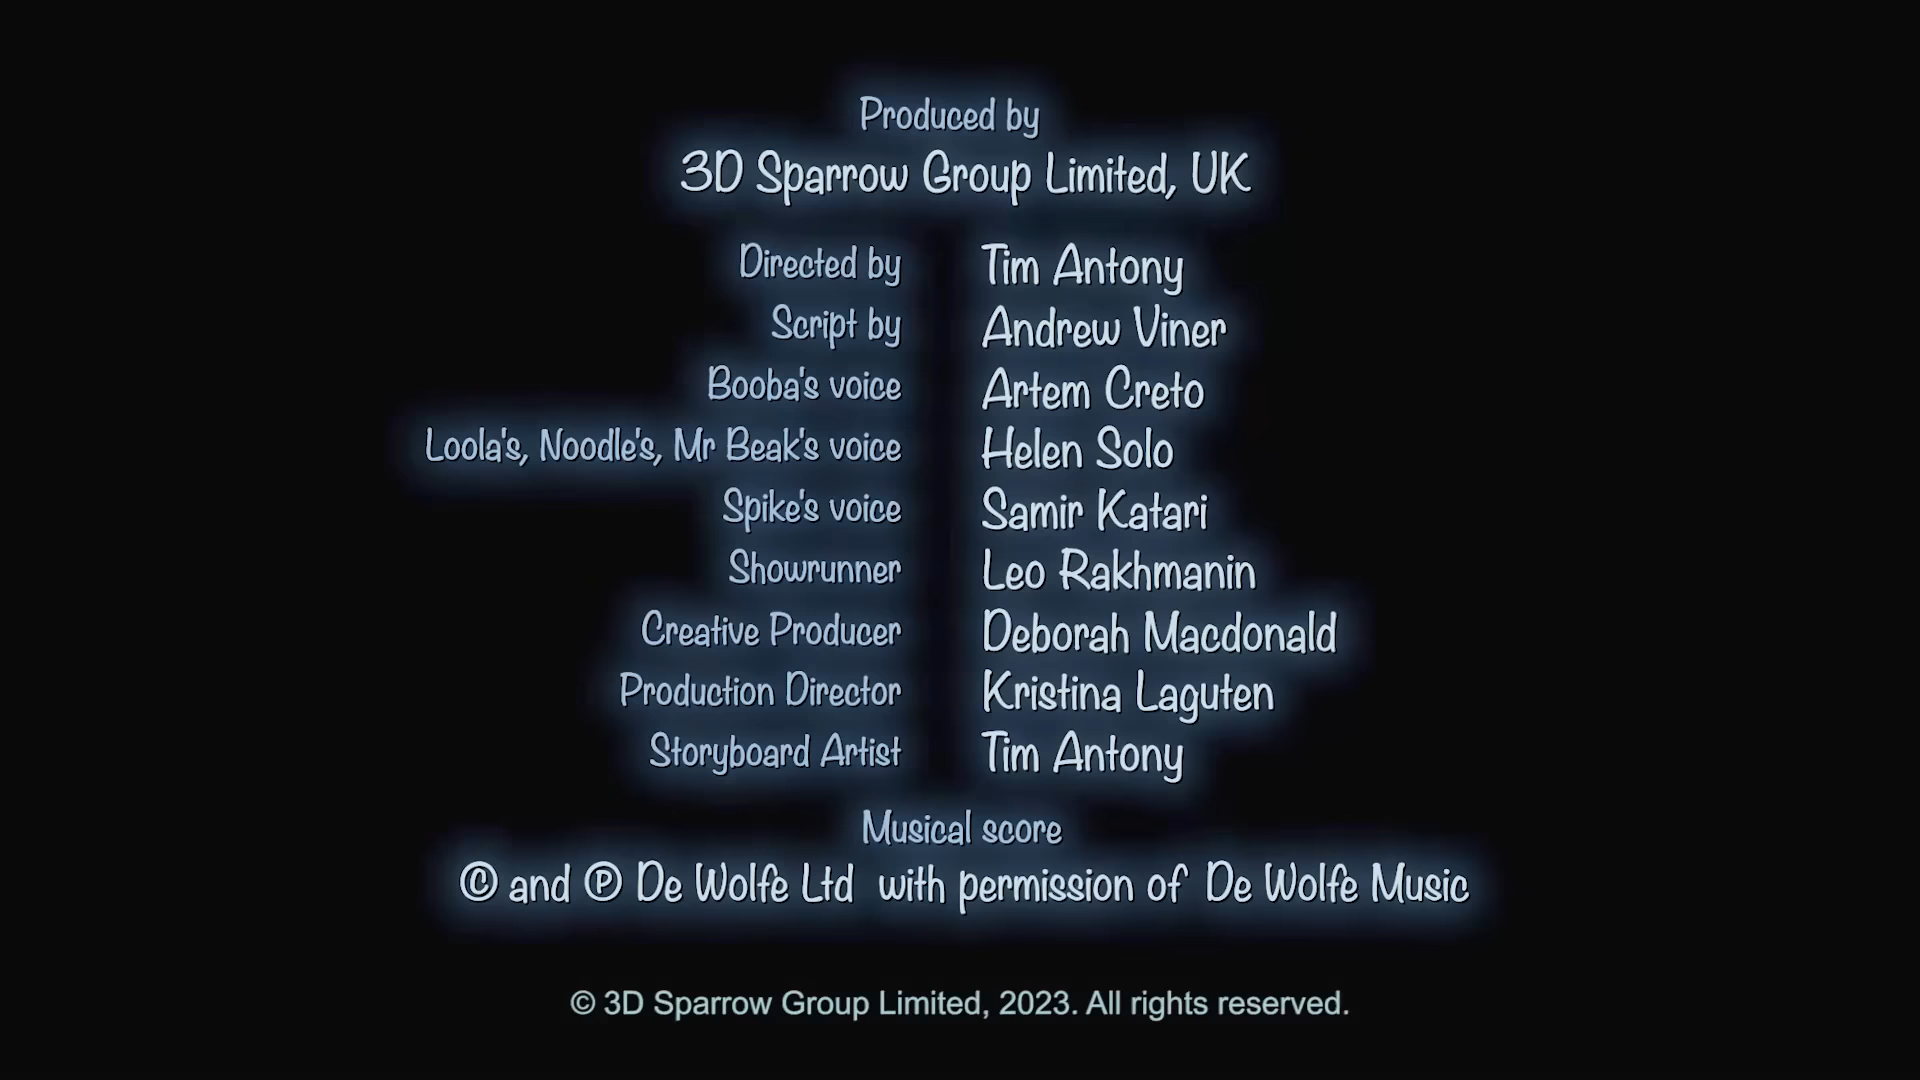 Produced by
3D Sparrow Group Limited, UK
Directed by Tim Antony
Script by Andrew Viner
Booba's voice Artem Creto
Loola's, Noodle's, Mr Beak's voice Helen Solo
Spike's voice Samir Katari
Showrunner Leo Rakhmanin
Creative Producer Deborah Macdonald
Production Director Kristina Laguten
Storyboard Artist Tim Antony
Musical score
© and ℗ De Wolfe Ltd with permission of De Wolfe Music
© 3D Sparrow Group Limited, 2023. All rights reserved.